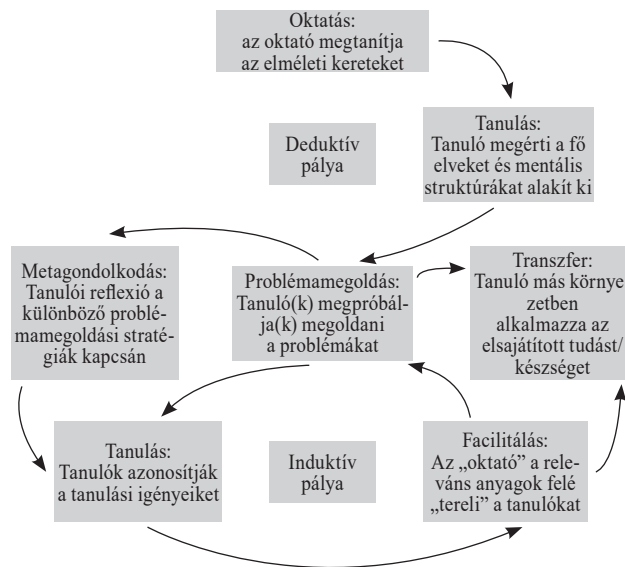 Oktatás:
az oktató megtanítja
az elméleti kereteket
Tanulás:
Tanuló megérti a fő
elveket és mentális
struktúrákat alakít ki
Deduktív
pálya
Metagondolkodás:
Tanulói reflexió a
különböző problé-
mamegoldási straté-
giák kapcsán
Problémamegoldás:
Tanuló(k) megpróbál-
ja(k) megoldani
a problémákat
Transzfer:
Tanuló más környe
zetben
alkalmazza az
elsajátított tudást/
készséget
Tanulás:
Tanulók azonosítják
a tanulási igényeiket
Induktív
pálya
Facilitálás:
Az „oktató” a rele-
váns anyagok felé
„tereli” a tanulókat